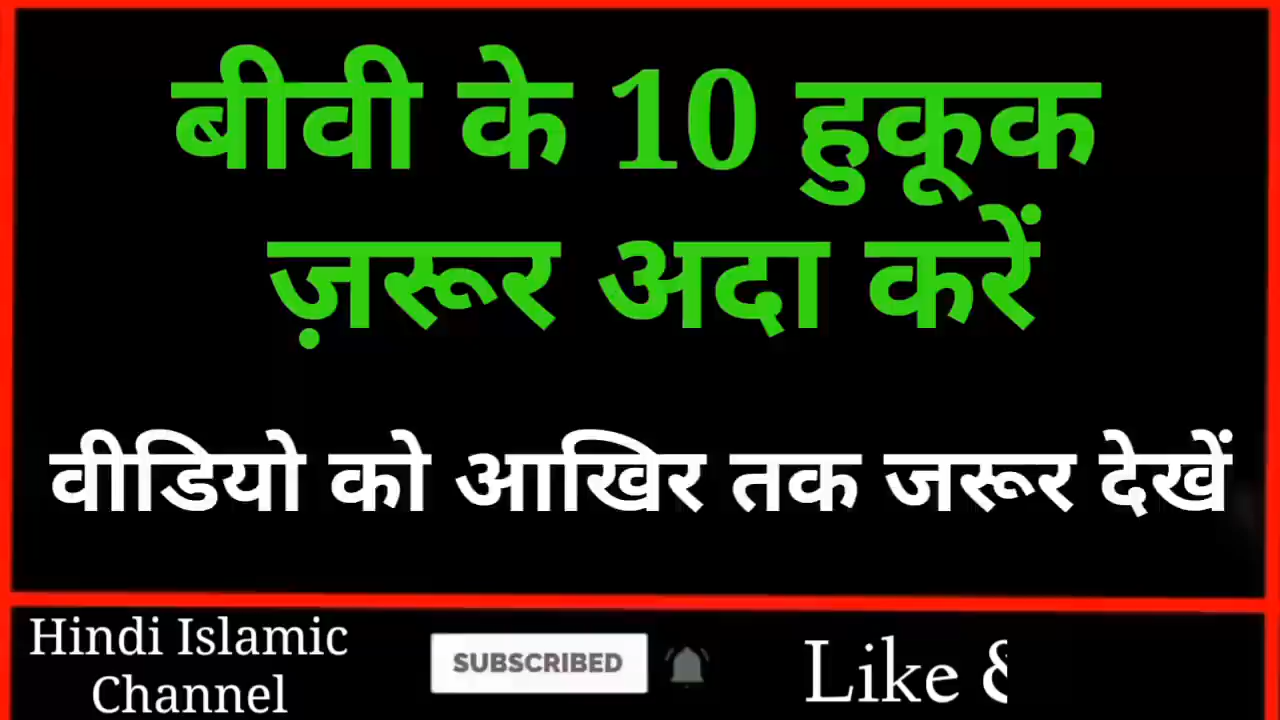 बीवी के 10 हुकूक
ज़रूर अदा करें
वीडियो को आखिर तक जरूर देखें
Hindi Islamic
Channel
SUBSCRIBED
Like &